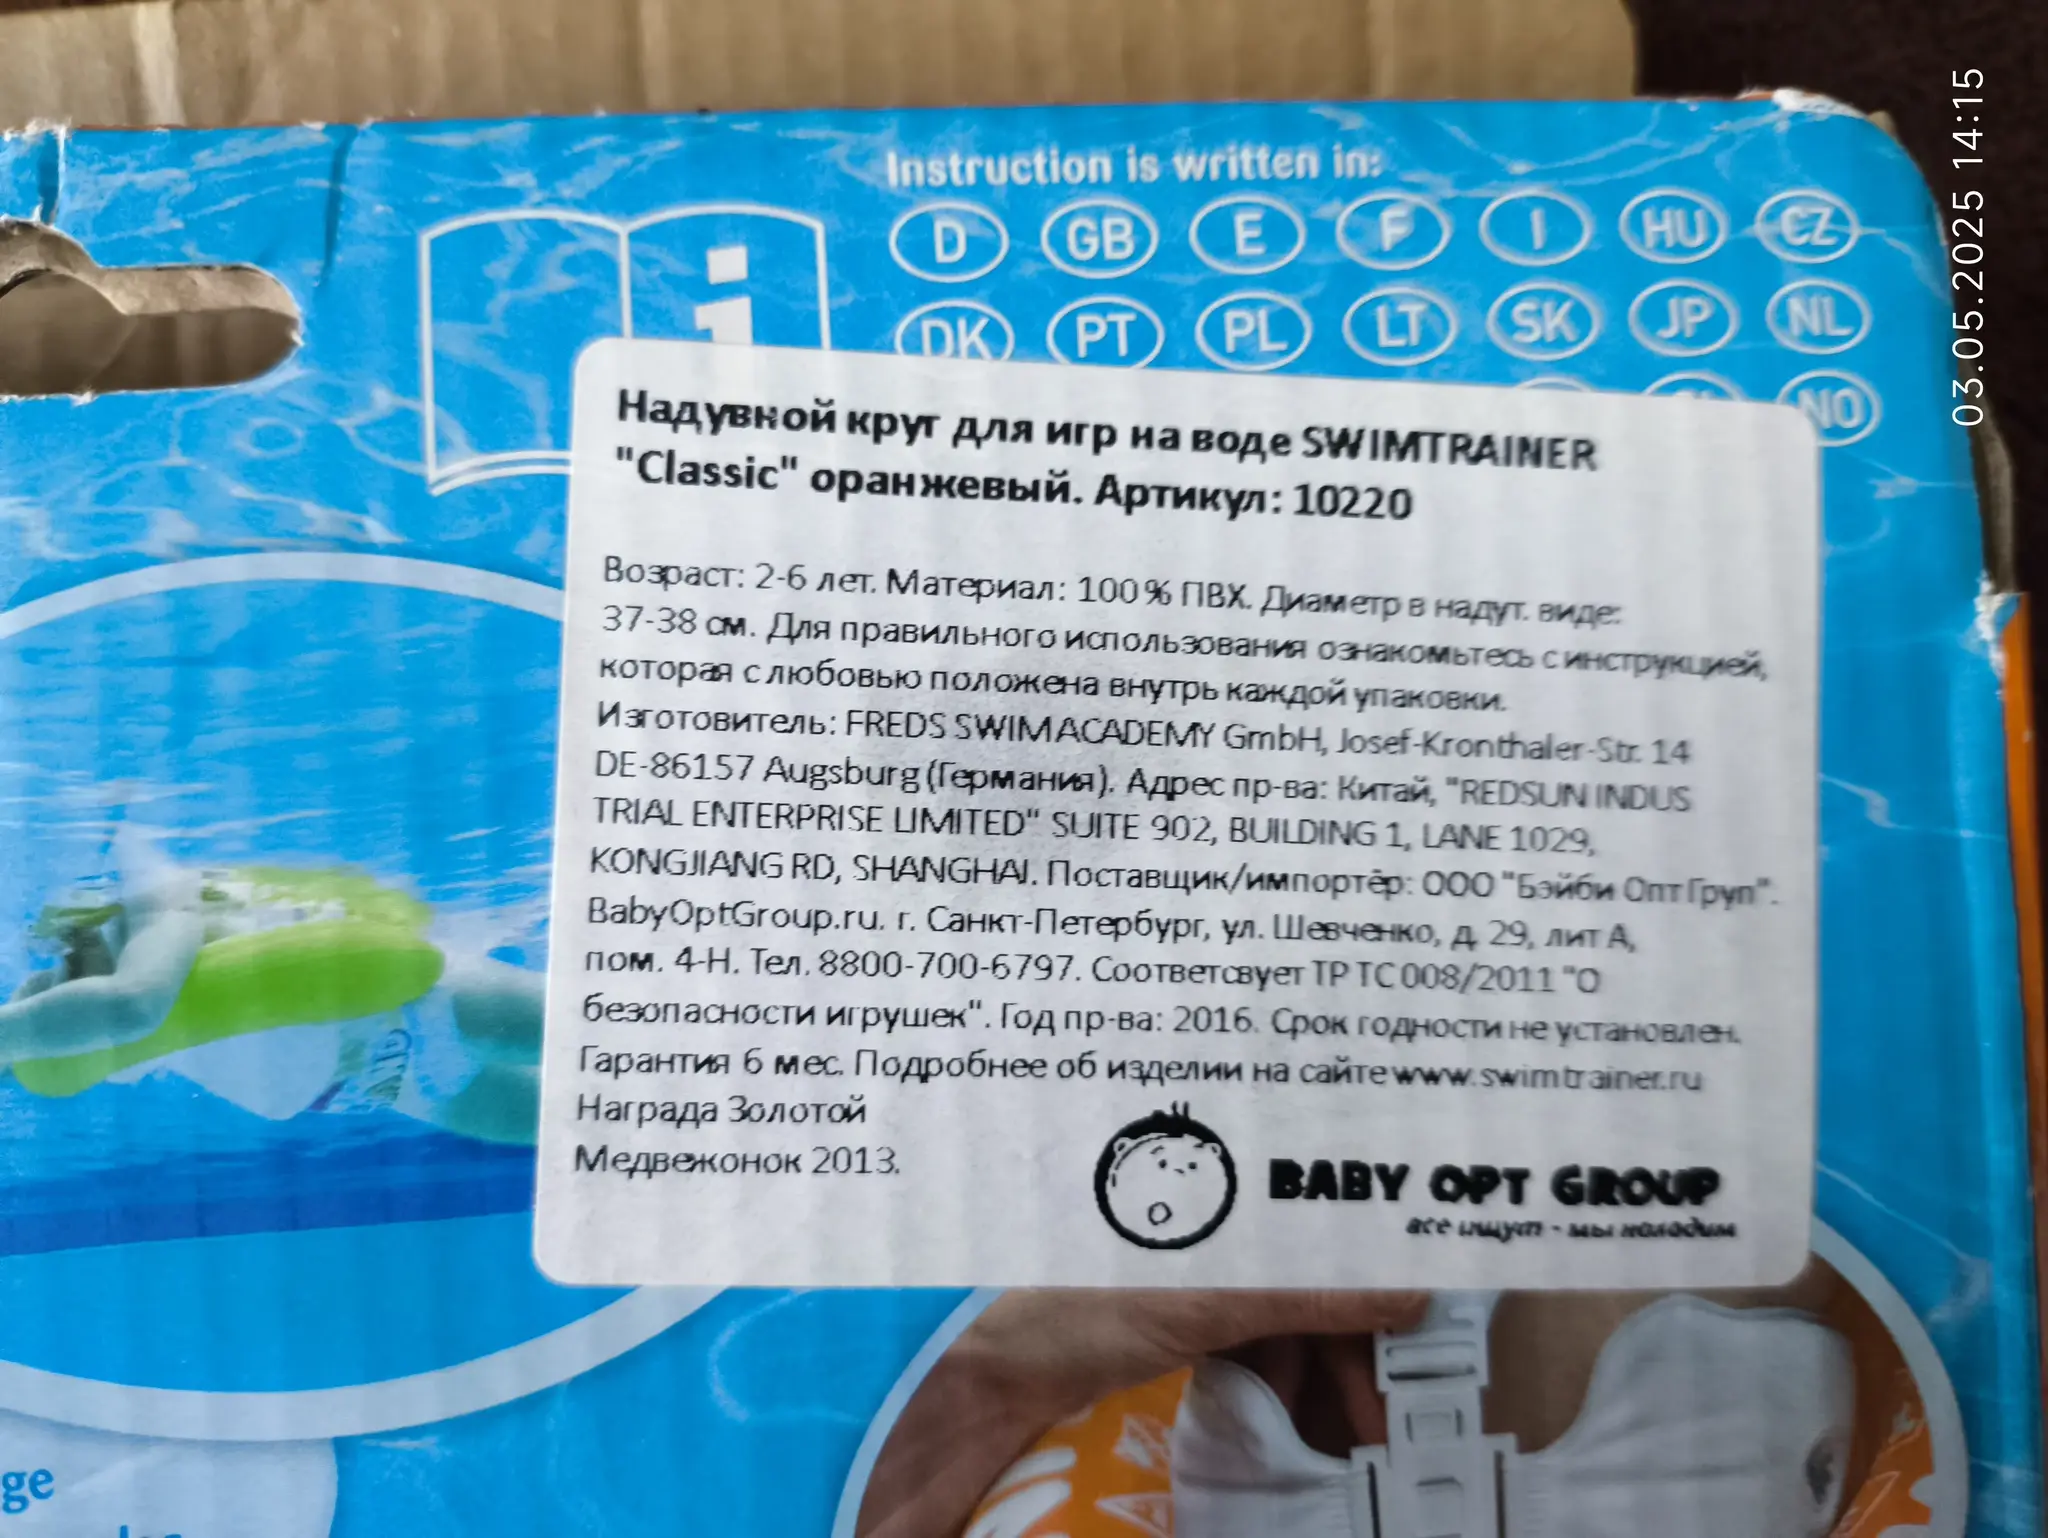 Instruction is written in:
D GB E F I HU CZ
DK PT PL LT SK JP NL
NO
Надувной круг для игр на воде SWIMTRAINER
"Classic" оранжевый. Артикул: 10220
Возраст: 2-6 лет. Материал: 100% ПВХ. Диаметр в надут. виде:
37-38 см. Для правильного использования ознакомьтесь с инструкцией,
которая с любовью положена внутрь каждой упаковки.
Изготовитель: FREDS SWIM ACADEMY GmbH, Josef-Kronthaler-Str. 14
DE-86157 Augsburg (Германия). Адрес пр-ва: Китай, "REDSUN INDUS
TRIAL ENTERPRISE LIMITED" SUITE 902, BUILDING 1, LANE 1029,
KONGJIANG RD, SHANGHAI. Поставщик/импортёр: ООО "Бэйби Опт Груп".
BabyOptGroup.ru. г. Санкт-Петербург, ул. Шевченко, д. 29, лит А,
пом. 4-Н. Тел. 8800-700-6797. Соответсвует ТР ТС 008/2011 "О
безопасности игрушек". Год пр-ва: 2016. Срок годности не установлен.
Гарантия 6 мес. Подробнее об изделии на сайте www.swimtrainer.ru
Награда Золотой
Медвежонок 2013.
BABY OPT GROUP
все ищут - мы находим
ge
03.05.2025 14:15